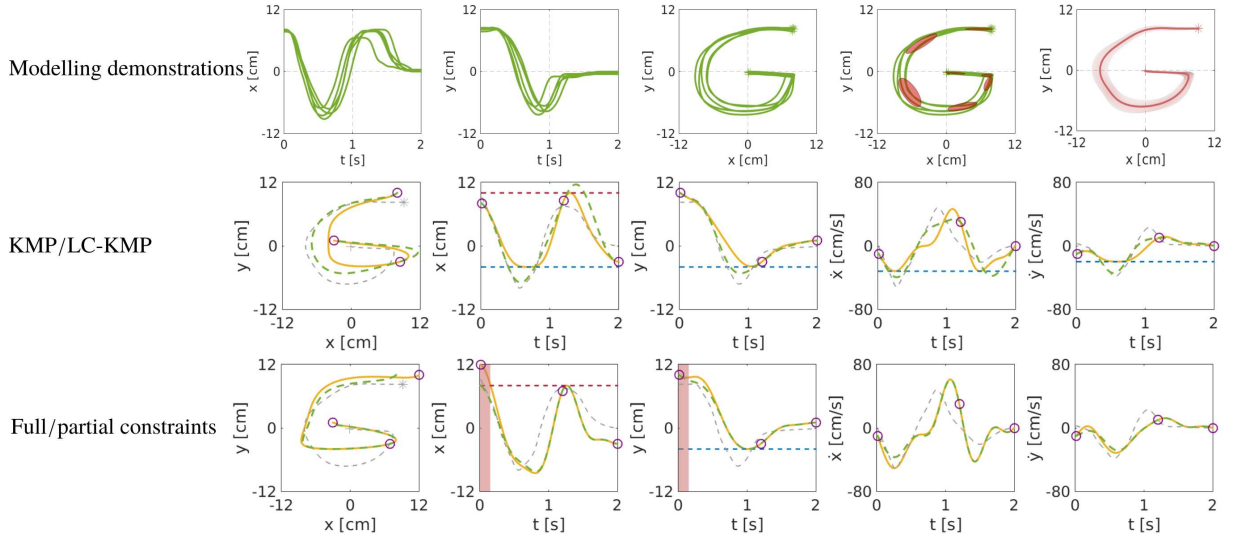 Modelling demonstrations
x [cm]
12
0
-12
0
1
2
t [s]
y [cm]
12
0
-12
0
1
2
t [s]
y [cm]
12
0
-12
-12
0
12
x [cm]
y [cm]
12
0
-12
-12
0
12
x [cm]
y [cm]
12
0
-12
-12
0
12
x [cm]
KMP/LC-KMP
y [cm]
12
0
-12
-12
0
12
x [cm]
x [cm]
12
0
-12
0
1
2
t [s]
y [cm]
12
0
-12
0
1
2
t [s]
ẋ [cm/s]
80
0
-80
0
1
2
t [s]
ẏ [cm/s]
80
0
-80
0
1
2
t [s]
Full/partial constraints
y [cm]
12
0
-12
-12
0
12
x [cm]
x [cm]
12
0
-12
0
1
2
t [s]
y [cm]
12
0
-12
0
1
2
t [s]
ẋ [cm/s]
80
0
-80
0
1
2
t [s]
ẏ [cm/s]
80
0
-80
0
1
2
t [s]